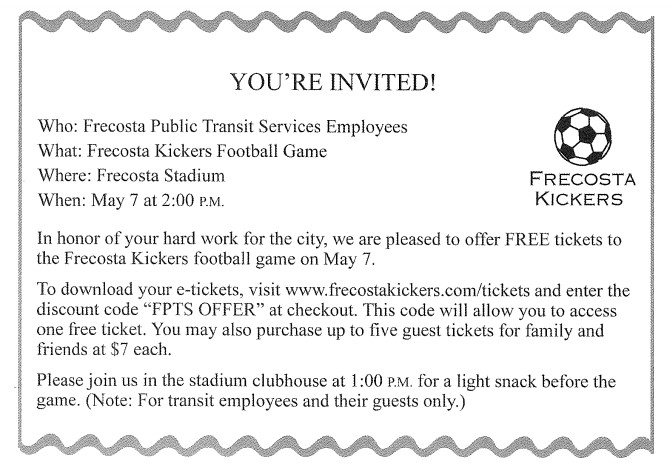 YOU'RE INVITED!
Who: Frecosta Public Transit Services Employees
What: Frecosta Kickers Football Game
Where: Frecosta Stadium
When: May 7 at 2:00 P.M.
FRECOSTA
KICKERS
In honor of your hard work for the city, we are pleased to offer FREE tickets to
the Frecosta Kickers football game on May 7.
To download your e-tickets, visit www.frecostakickers.com/tickets and enter the
discount code “FPTS OFFER” at checkout. This code will allow you to access
one free ticket. You may also purchase up to five guest tickets for family and
friends at $7 each.
Please join us in the stadium clubhouse at 1:00 P.M. for a light snack before the
game. (Note: For transit employees and their guests only.)